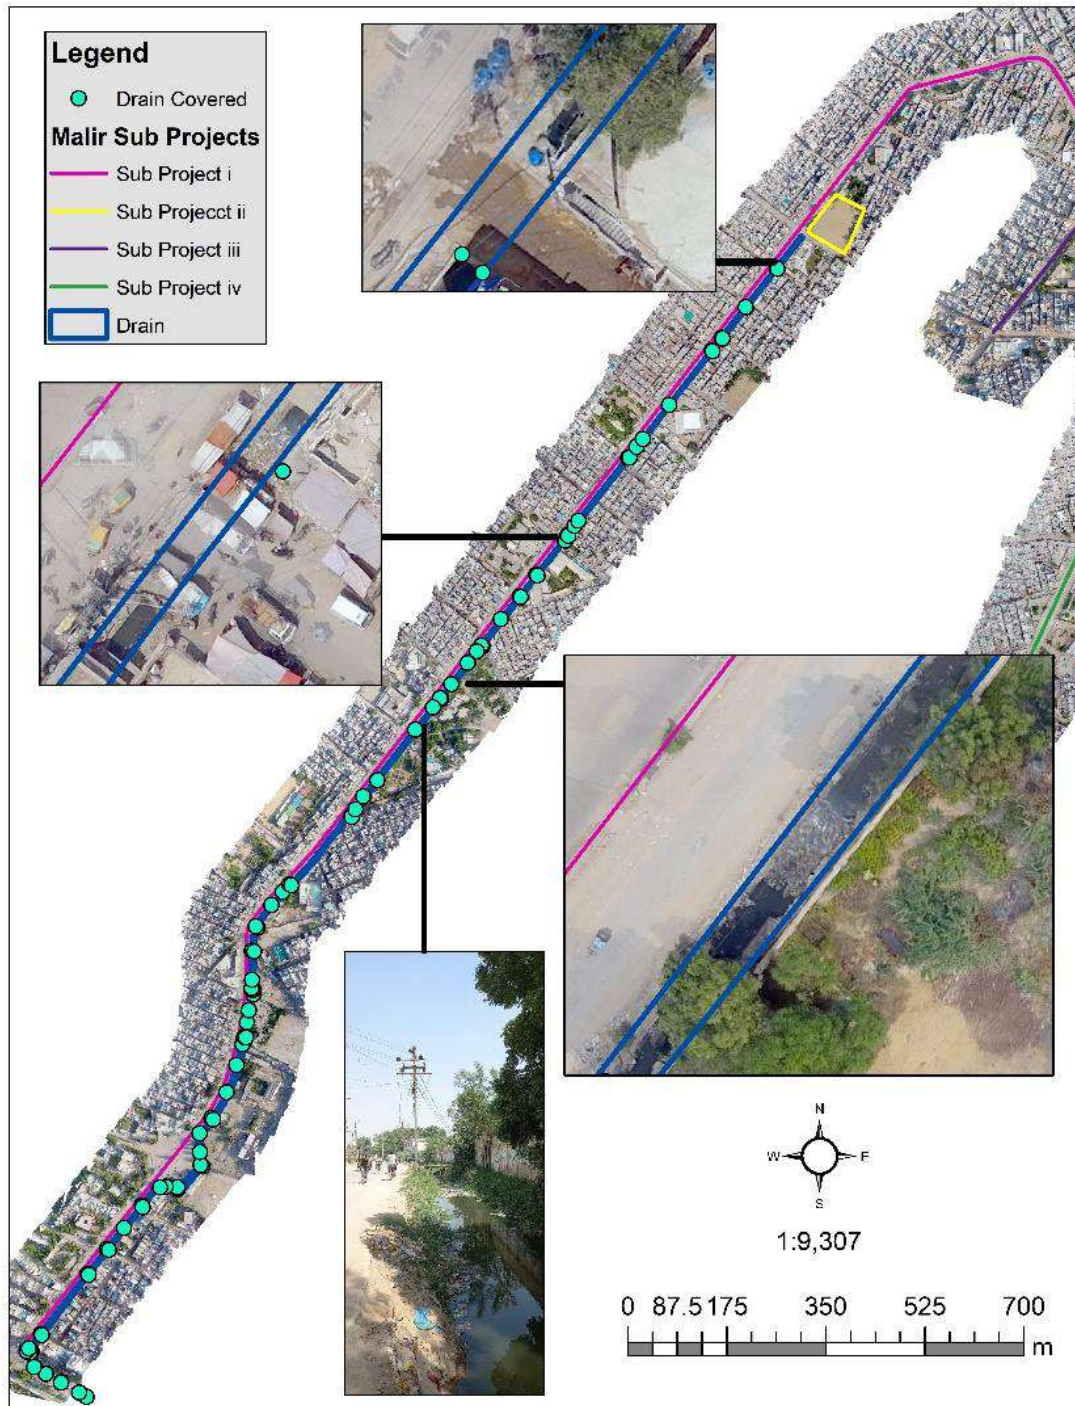 Legend
Drain Covered
Malir Sub Projects
Sub Project i
Sub Projecct ii
Sub Project iii
Sub Project iv
Drain
N
W E
S
1:9,307
0 87.5 175 350 525 700
m